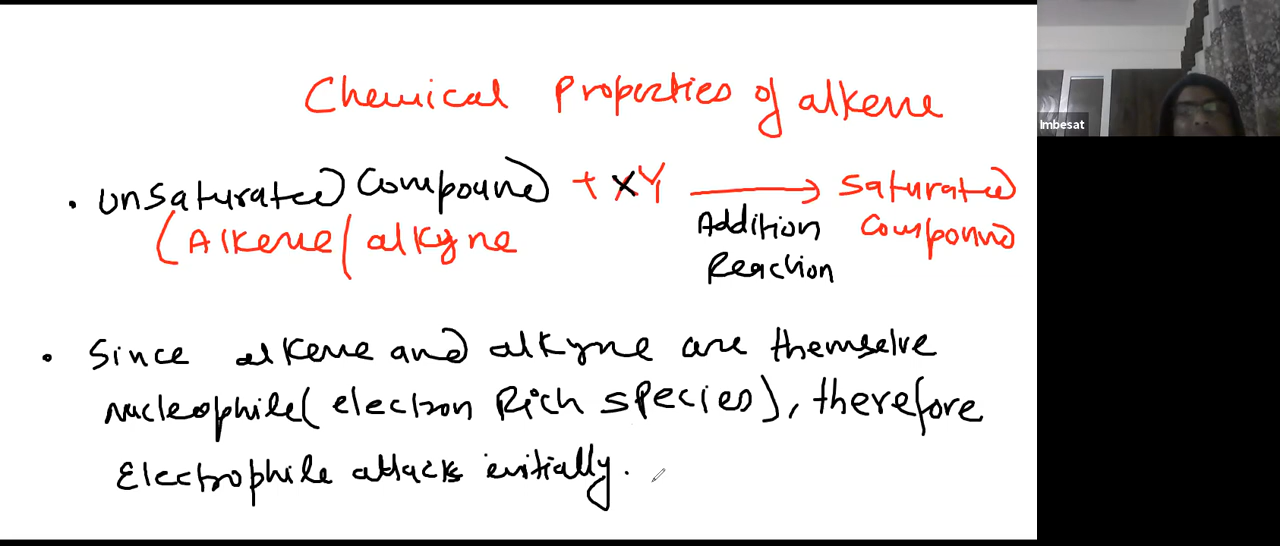 Chemical Properties of alkene
• Unsaturated Compound + XY → Saturated
(Alkene/alkyne Addition Compound
Reaction
• Since alkene and alkyne are themselve
nucleophile (electron Rich species), therefore
Electrophile attacks initially.
Imbesat